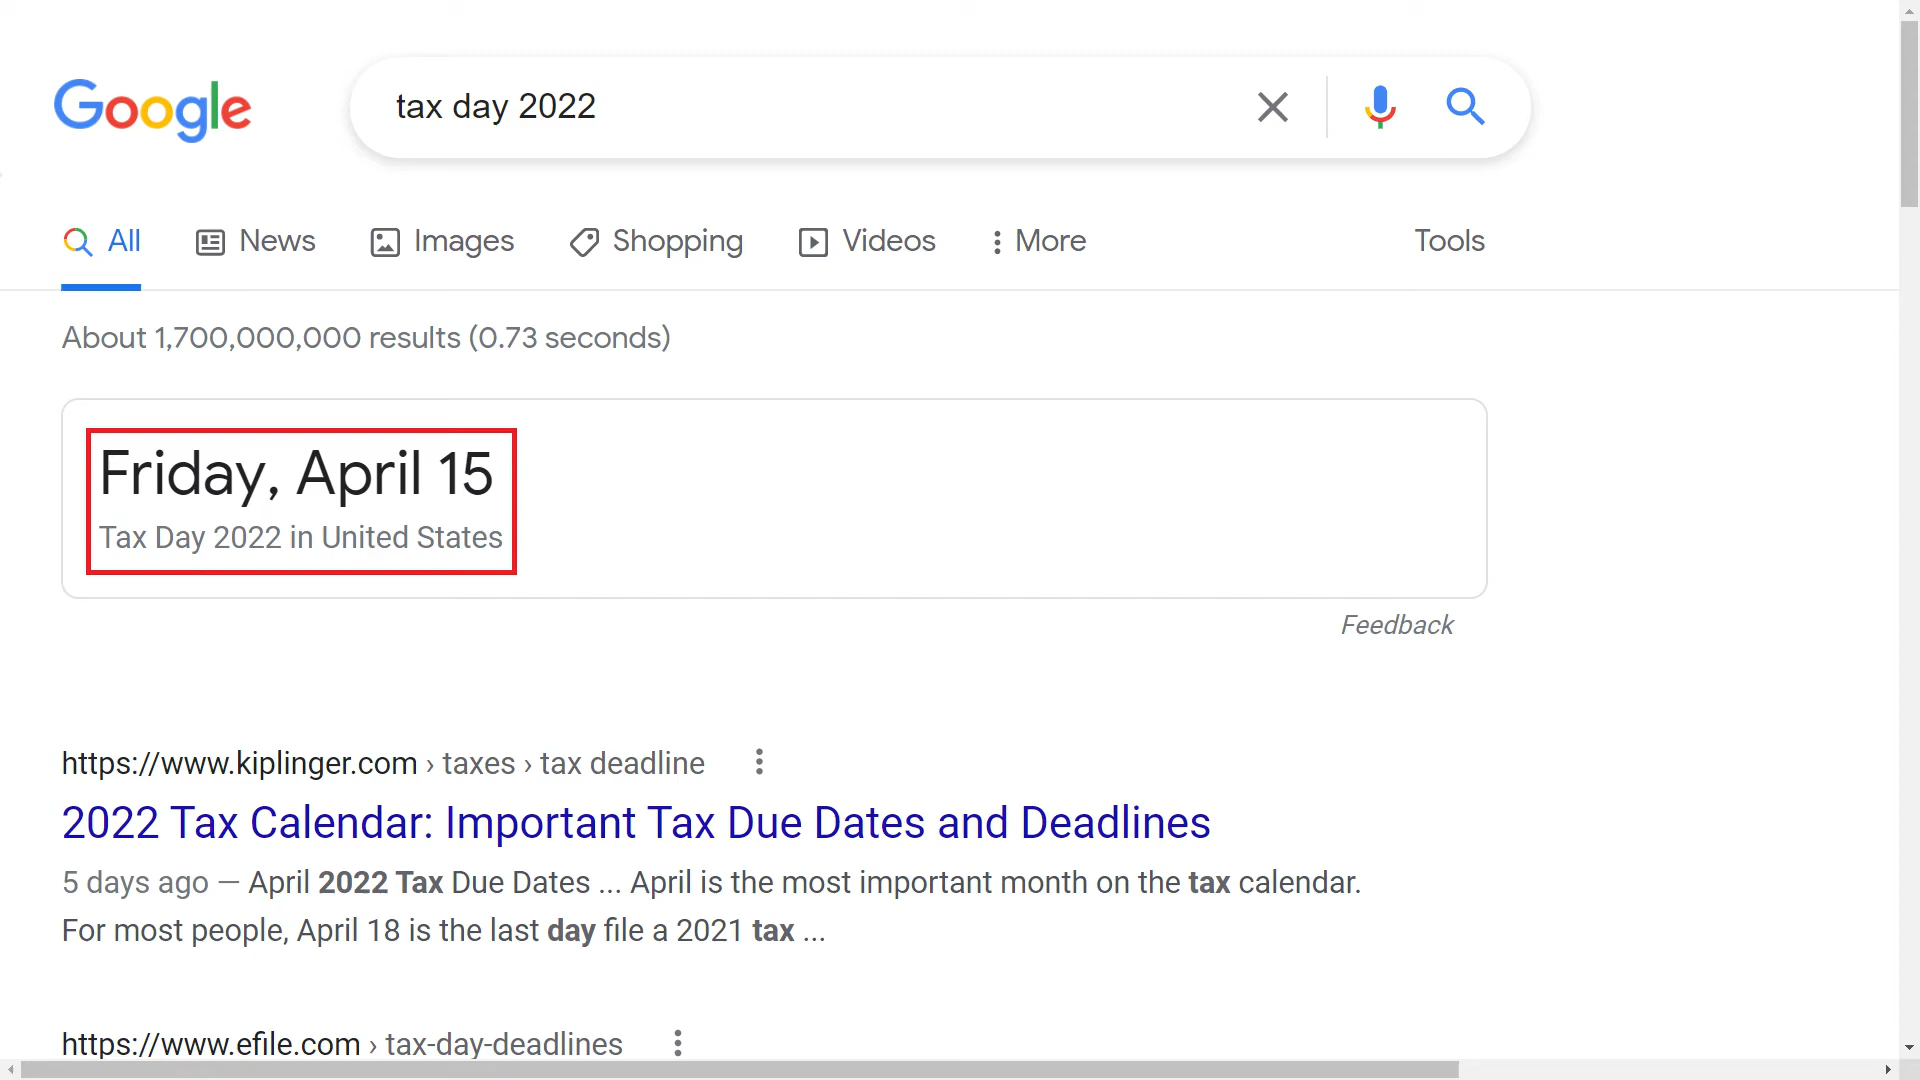 Google
tax day 2022
All News Images Shopping Videos More Tools
About 1,700,000,000 results (0.73 seconds)
Friday, April 15
Tax Day 2022 in United States
Feedback
https://www.kiplinger.com › taxes › tax deadline
2022 Tax Calendar: Important Tax Due Dates and Deadlines
5 days ago — April 2022 Tax Due Dates ... April is the most important month on the tax calendar.
For most people, April 18 is the last day file a 2021 tax ...
https://www.efile.com › tax-day-deadlines